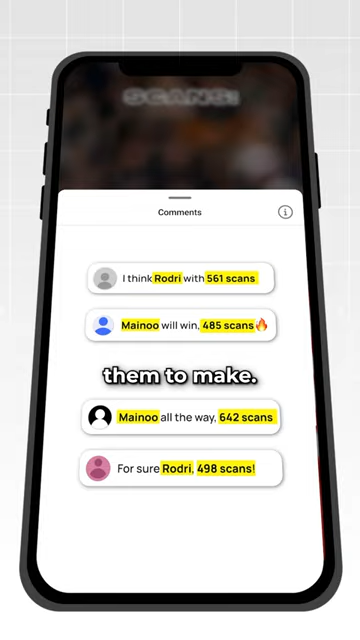 SCANS!
Comments
I think Rodri with 561 scans
Mainoo will win, 485 scans🔥
them to make.
Mainoo all the way, 642 scans
For sure Rodri, 498 scans!